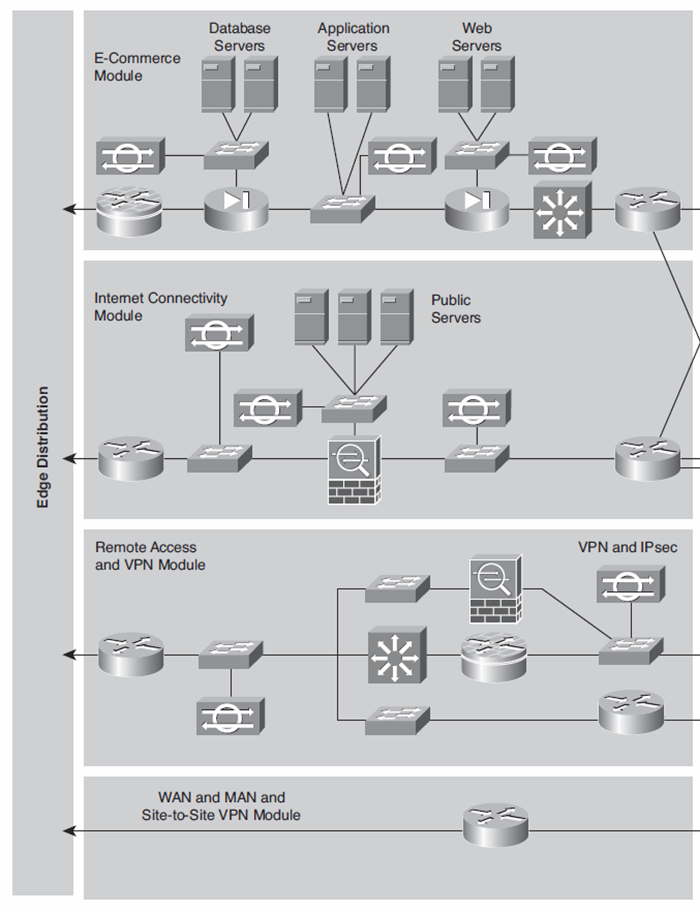 Database
Servers
Application
Servers
Web
Servers
E-Commerce
Module
Internet Connectivity
Module
Public
Servers
Edge Distribution
Remote Access
and VPN Module
VPN and IPsec
WAN and MAN and
Site-to-Site VPN Module